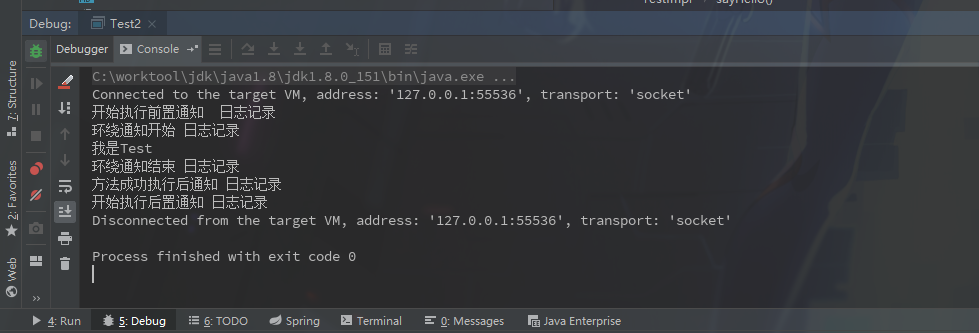 TestImpl › sayHello()
Debug: Test2
Debugger Console
C:\worktool\jdk\java1.8\jdk1.8.0_151\bin\java.exe ...
Connected to the target VM, address: '127.0.0.1:55536', transport: 'socket'
开始执行前置通知  日志记录
环绕通知开始 日志记录
我是Test
环绕通知结束 日志记录
方法成功执行后通知 日志记录
开始执行后置通知 日志记录
Disconnected from the target VM, address: '127.0.0.1:55536', transport: 'socket'
Process finished with exit code 0
7: Structure
2: Favorites
Web
4: Run 5: Debug 6: TODO Spring Terminal 0: Messages Java Enterprise